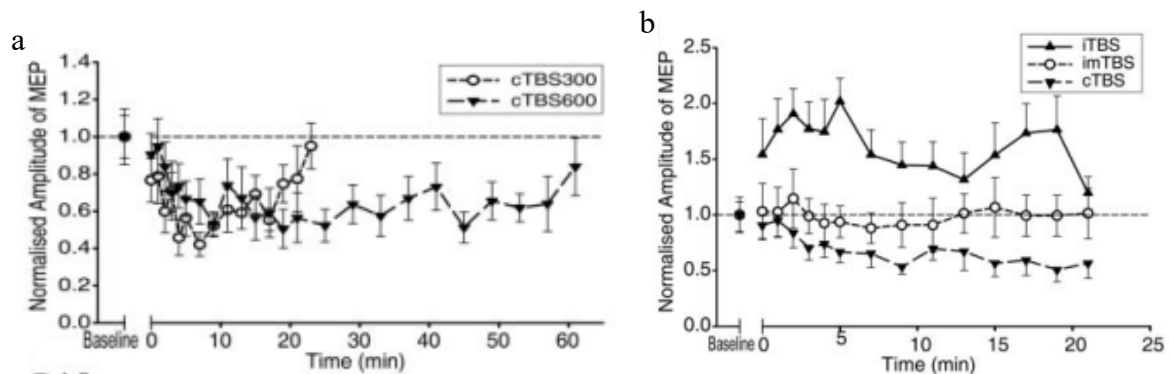 a
Normalised Amplitude of MEP
1.4
1.2
1.0
0.8
0.6
0.4
0.2
0.0
cTBS300
cTBS600
Baseline
0 10 20 30 40 50 60
Time (min)
b
Normalised Amplitude of MEP
2.5
2.0
1.5
1.0
0.5
0.0
iTBS
imTBS
cTBS
Baseline
0 5 10 15 20 25
Time (min)